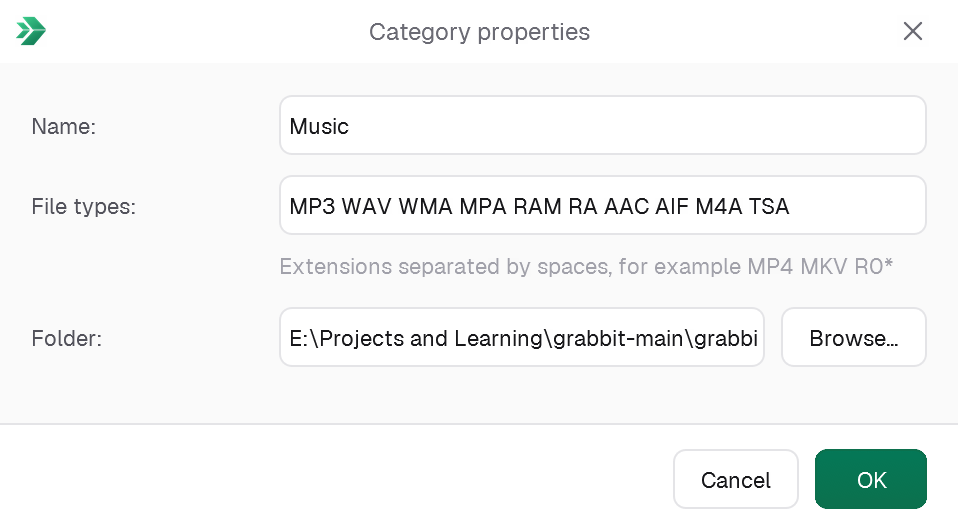 Category properties
Name:
Music
File types:
MP3 WAV WMA MPA RAM RA AAC AIF M4A TSA
Extensions separated by spaces, for example MP4 MKV R0*
Folder:
E:\Projects and Learning\grabbit-main\grabbi
Browse...
Cancel
OK